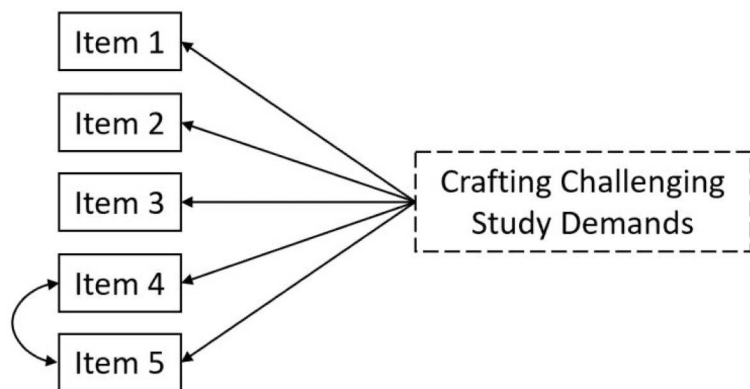 Item 1
Item 2
Item 3
Item 4
Item 5
Crafting Challenging
Study Demands